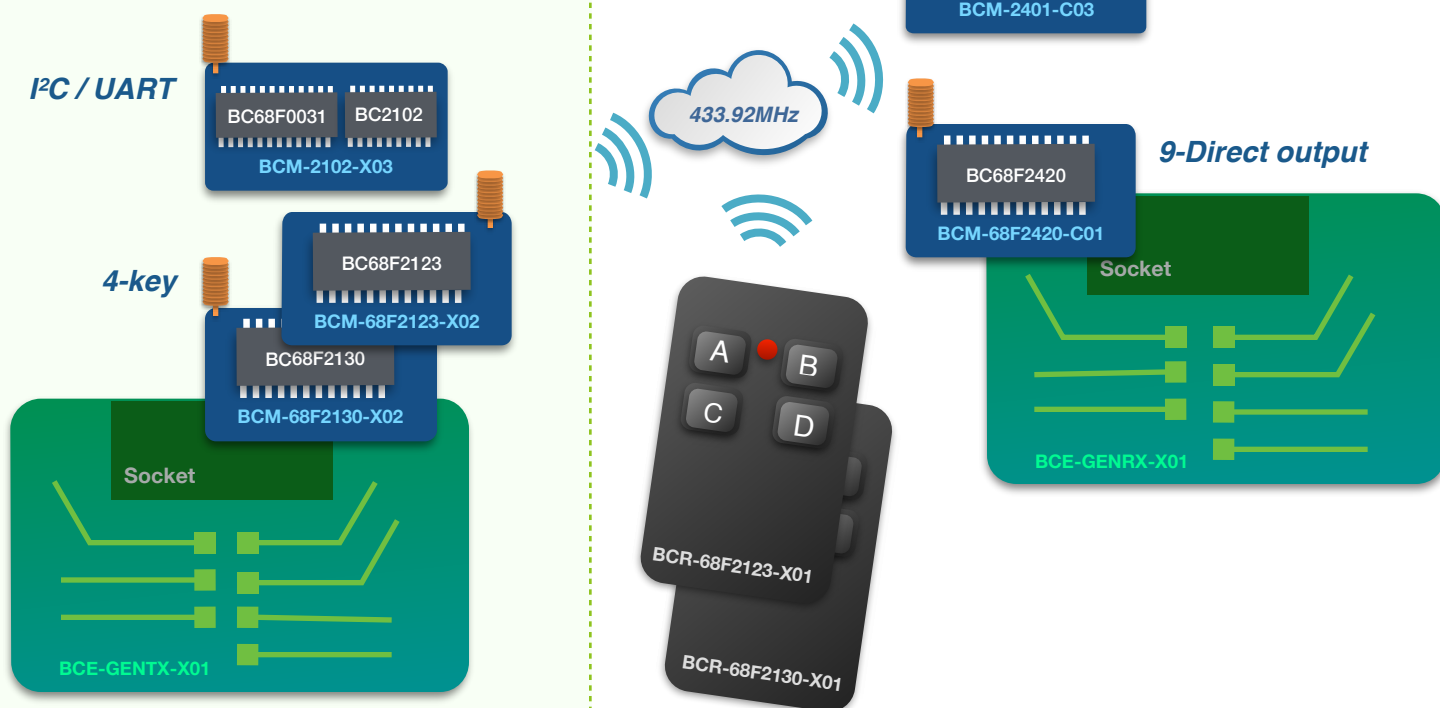 I²C / UART
BC68F0031
BC2102
BCM-2102-X03
4-key
BC68F2123
BCM-68F2123-X02
BC68F2130
BCM-68F2130-X02
Socket
BCE-GENTX-X01
433.92MHz
A
B
C
D
BCR-68F2123-X01
BCR-68F2130-X01
BCM-2401-C03
9-Direct output
BC68F2420
BCM-68F2420-C01
Socket
BCE-GENRX-X01